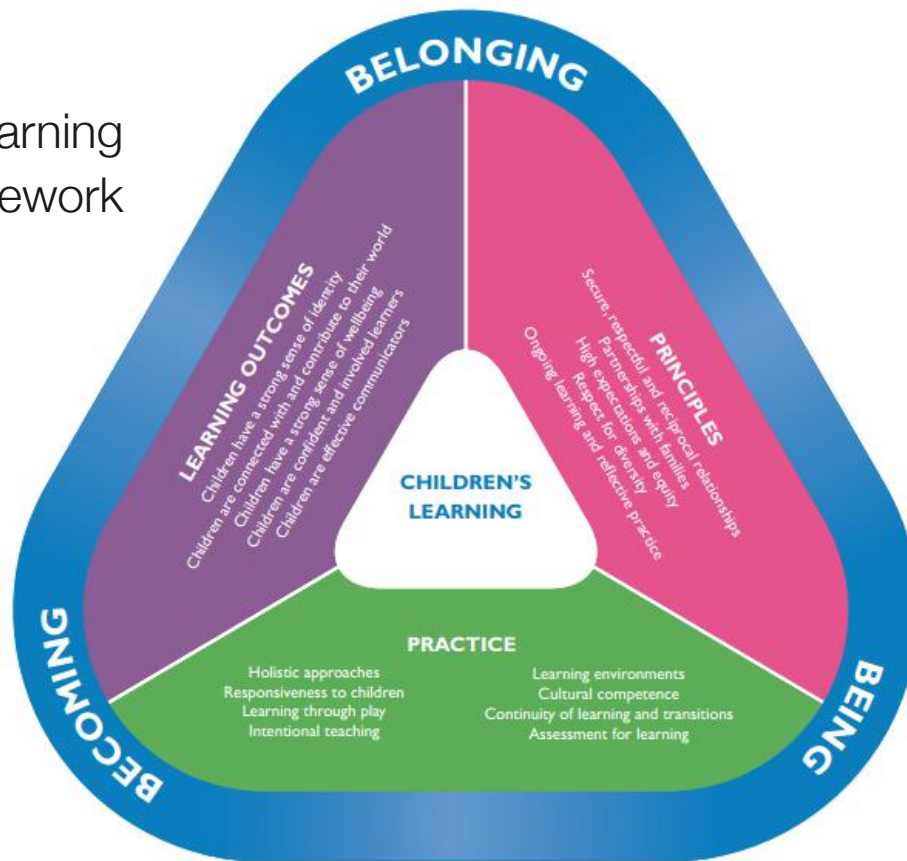 arning
ework
BELONGING
LEARNING OUTCOMES
Children have a strong sense of identity
Children are connected with and contribute to their world
Children have a strong sense of wellbeing
Children are confident and involved learners
Children are effective communicators
PRINCIPLES
Secure, respectful and reciprocal relationships
Partnerships with families
High expectations and equity
Respect for diversity
Ongoing learning and reflective practice
CHILDREN'S
LEARNING
PRACTICE
Holistic approaches
Responsiveness to children
Learning through play
Intentional teaching
Learning environments
Cultural competence
Continuity of learning and transitions
Assessment for learning
BECOMING
BEING